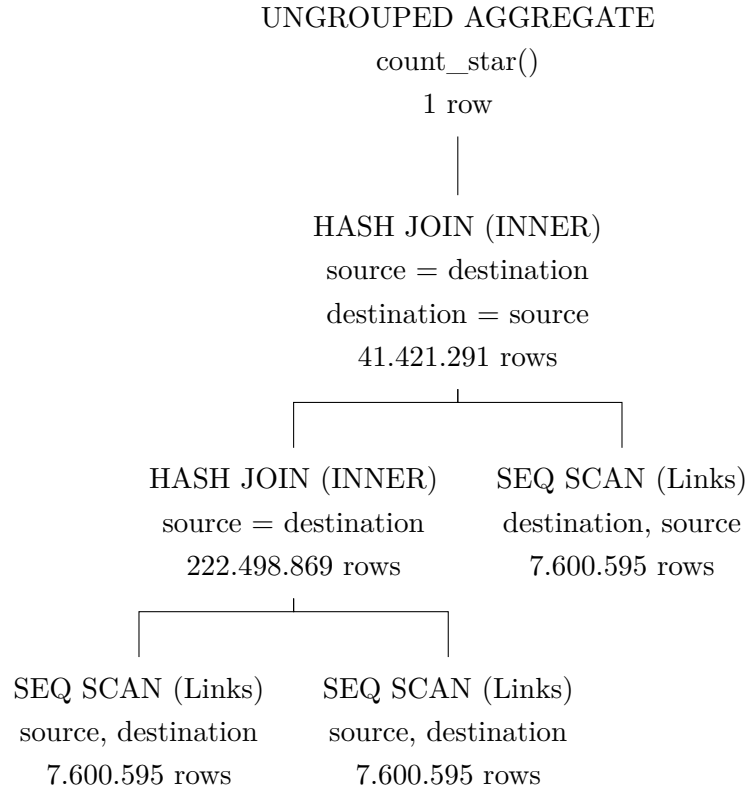 UNGROUPED AGGREGATE
count_star()
1 row
HASH JOIN (INNER)
source = destination
destination = source
41.421.291 rows
HASH JOIN (INNER)
source = destination
222.498.869 rows
SEQ SCAN (Links)
destination, source
7.600.595 rows
SEQ SCAN (Links)
source, destination
7.600.595 rows
SEQ SCAN (Links)
source, destination
7.600.595 rows